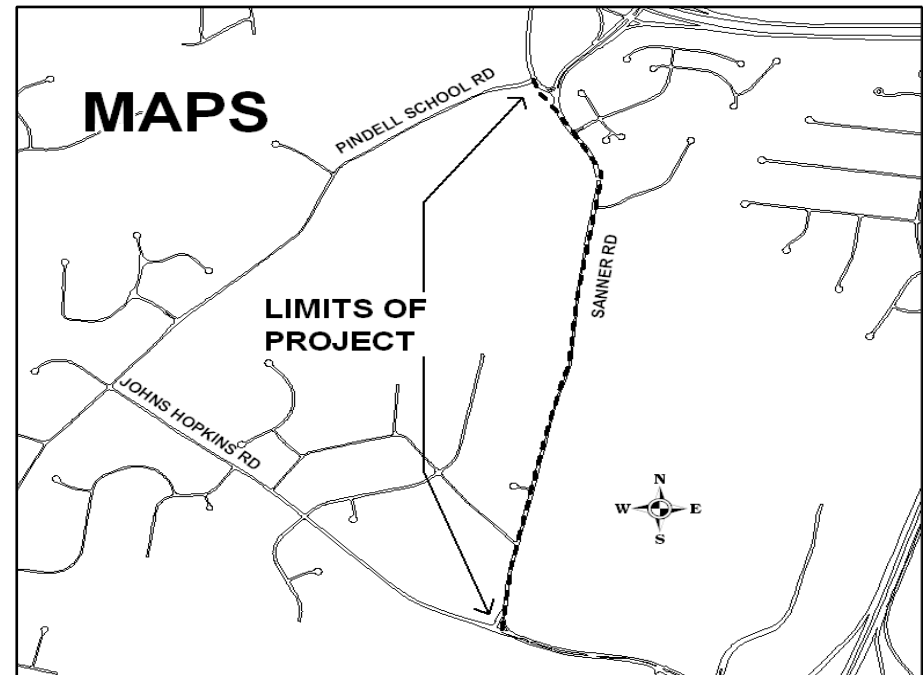 MAPS
PINDELL SCHOOL RD
SANNER RD
LIMITS OF
PROJECT
JOHNS HOPKINS RD
N
W E
S